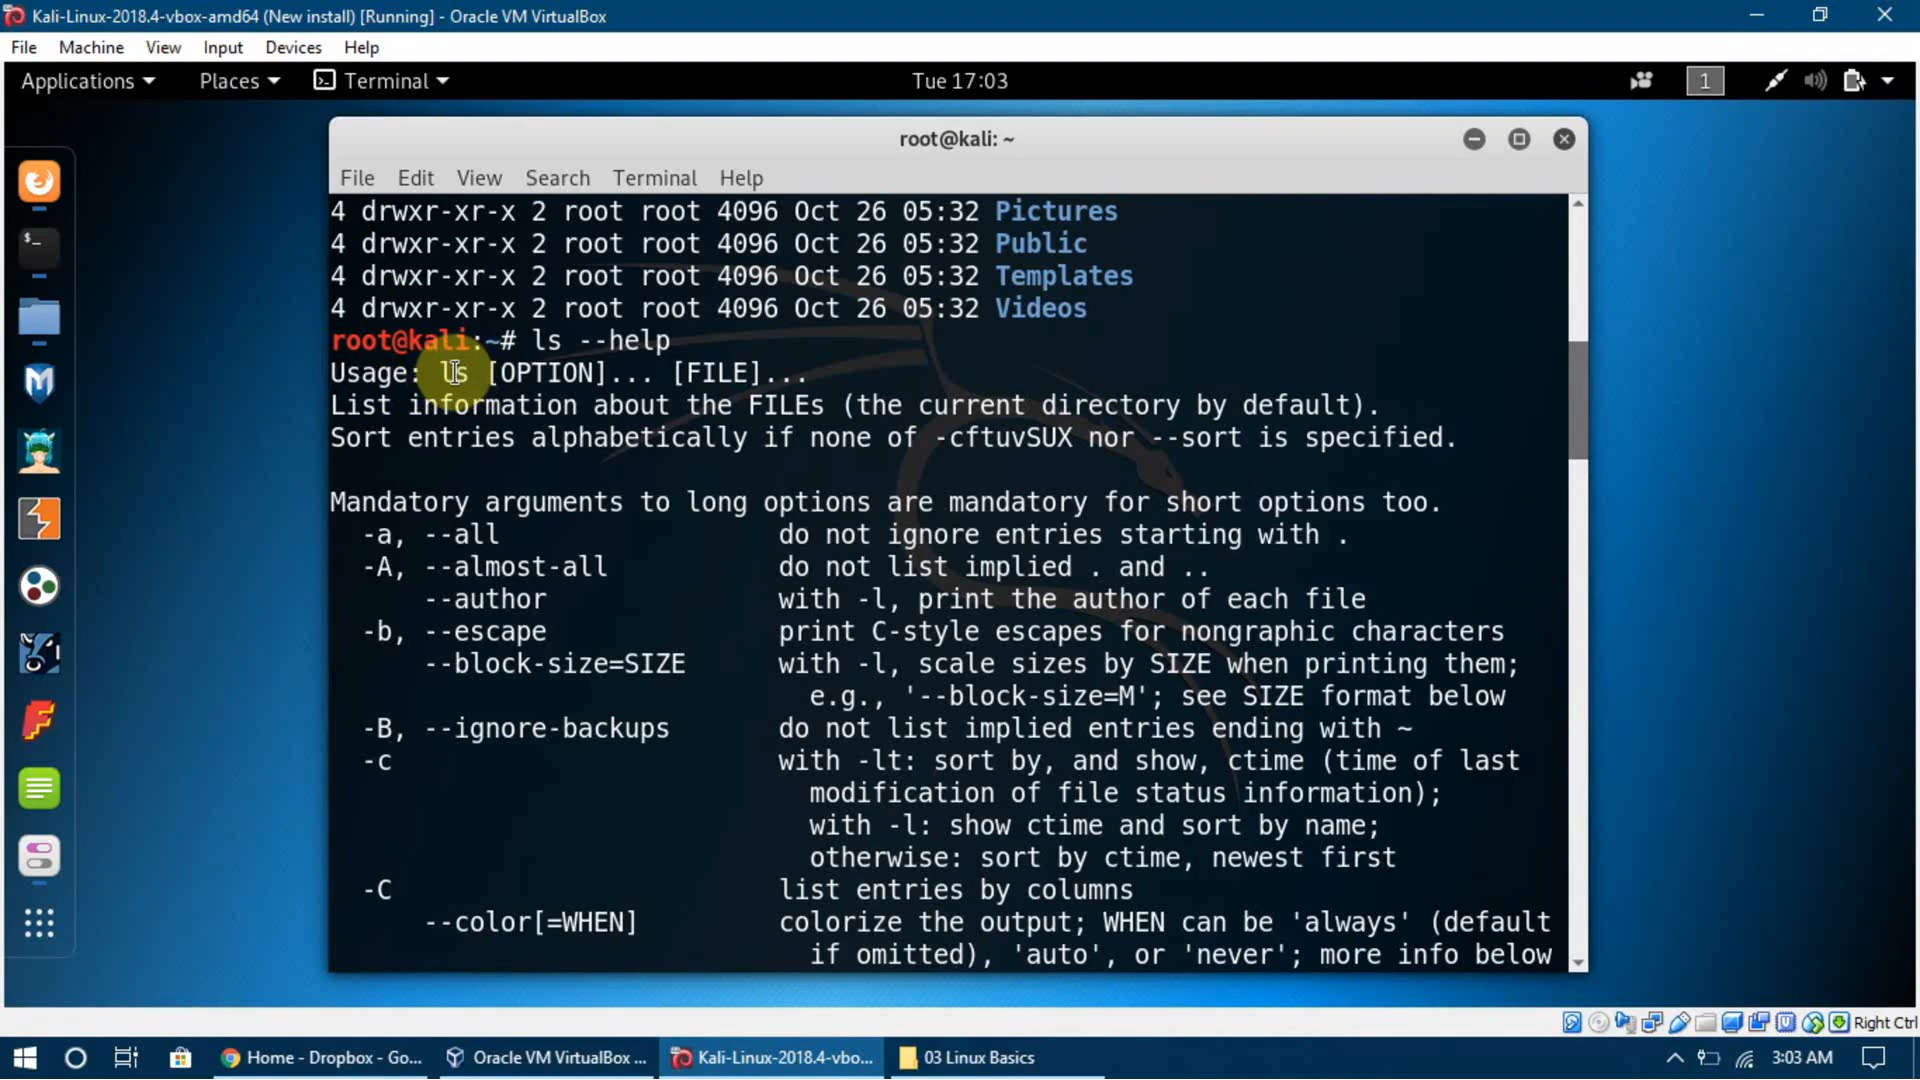 Kali-Linux-2018.4-vbox-amd64 (New install) [Running] - Oracle VM VirtualBox
File Machine View Input Devices Help
Applications Places Terminal Tue 17:03 1
root@kali: ~
File Edit View Search Terminal Help
4 drwxr-xr-x 2 root root 4096 Oct 26 05:32 Pictures
4 drwxr-xr-x 2 root root 4096 Oct 26 05:32 Public
4 drwxr-xr-x 2 root root 4096 Oct 26 05:32 Templates
4 drwxr-xr-x 2 root root 4096 Oct 26 05:32 Videos
root@kali:~# ls --help
Usage: ls [OPTION]... [FILE]...
List information about the FILEs (the current directory by default).
Sort entries alphabetically if none of -cftuvSUX nor --sort is specified.
Mandatory arguments to long options are mandatory for short options too.
-a, --all do not ignore entries starting with .
-A, --almost-all do not list implied . and ..
--author with -l, print the author of each file
-b, --escape print C-style escapes for nongraphic characters
--block-size=SIZE with -l, scale sizes by SIZE when printing them;
e.g., '--block-size=M'; see SIZE format below
-B, --ignore-backups do not list implied entries ending with ~
-c with -lt: sort by, and show, ctime (time of last
modification of file status information);
with -l: show ctime and sort by name;
otherwise: sort by ctime, newest first
-C list entries by columns
--color[=WHEN] colorize the output; WHEN can be 'always' (default
if omitted), 'auto', or 'never'; more info below
Right Ctrl
Home - Dropbox - Go... Oracle VM VirtualBox ... Kali-Linux-2018.4-vbo... 03 Linux Basics 3:03 AM